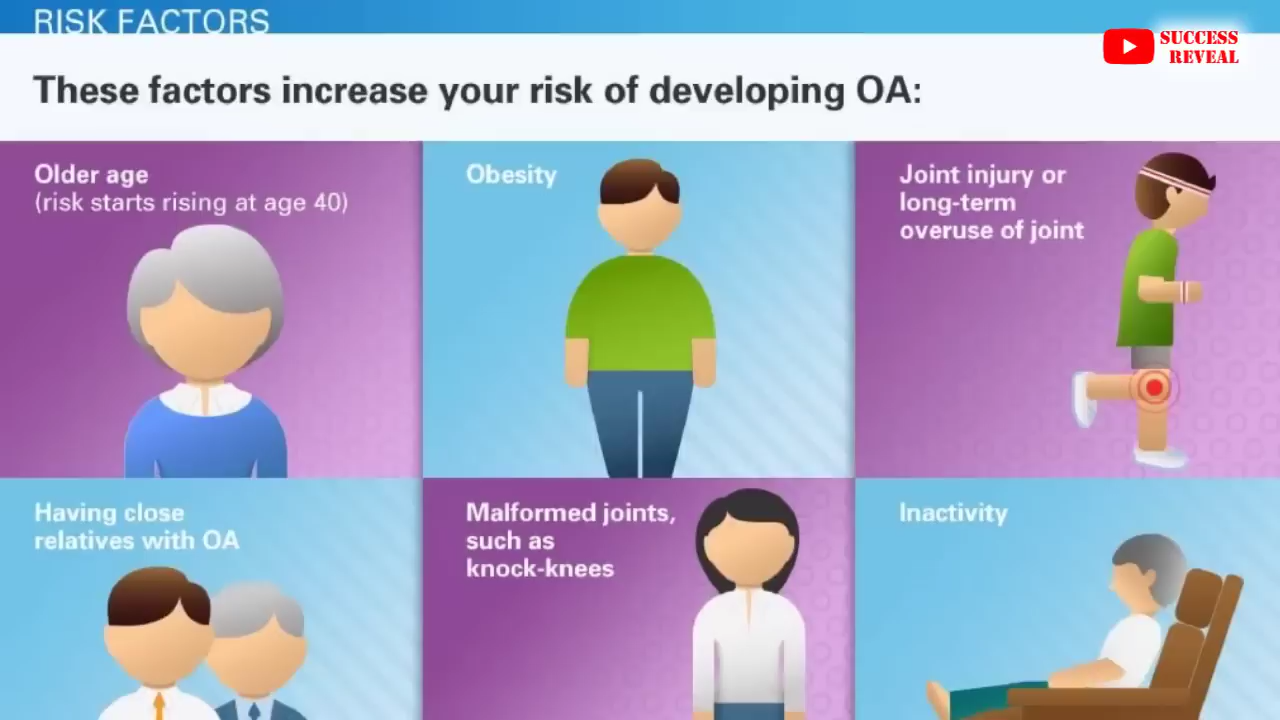 RISK FACTORS
SUCCESS
REVEAL
These factors increase your risk of developing OA:
Older age
(risk starts rising at age 40)
Obesity
Joint injury or
long-term
overuse of joint
Having close
relatives with OA
Malformed joints,
such as
knock-knees
Inactivity